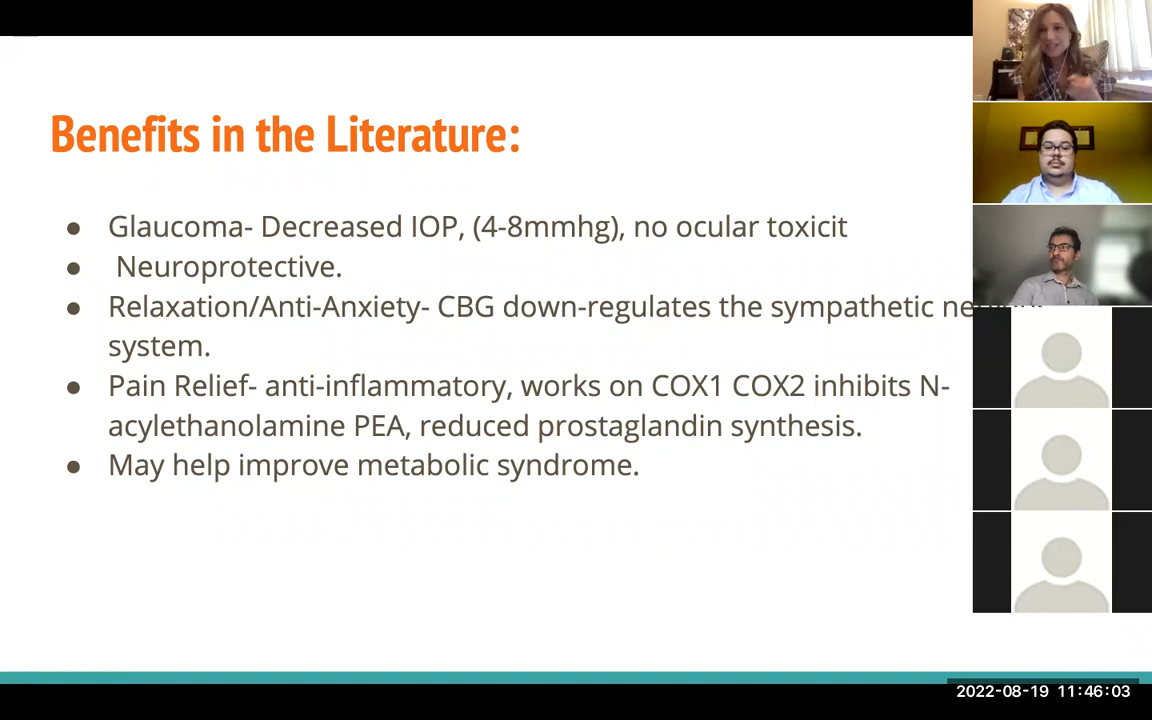 Benefits in the Literature:
● Glaucoma- Decreased IOP, (4-8mmhg), no ocular toxicit
● Neuroprotective.
● Relaxation/Anti-Anxiety- CBG down-regulates the sympathetic
system.
● Pain Relief- anti-inflammatory, works on COX1 COX2 inhibits N-
acylethanolamine PEA, reduced prostaglandin synthesis.
● May help improve metabolic syndrome.
2022-08-19 11:46:03